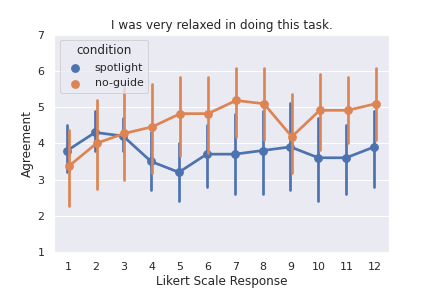 I was very relaxed in doing this task.
7
6
5
4
3
2
1
Agreement
condition
spotlight
no-guide
1 2 3 4 5 6 7 8 9 10 11 12
Likert Scale Response